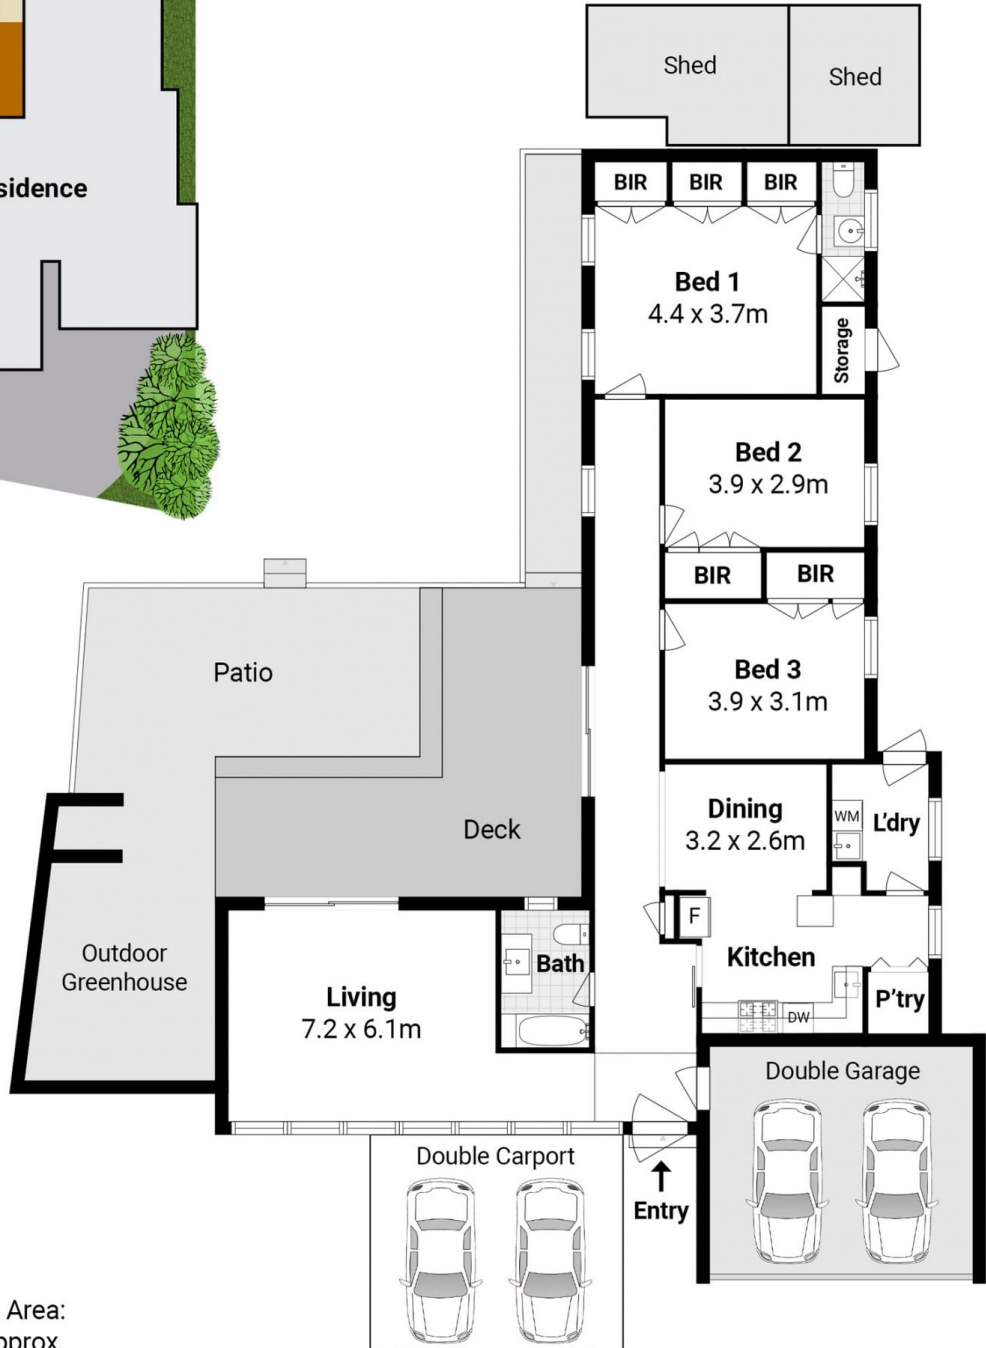 Shed
Shed
sidence
BIR
BIR
BIR
Bed 1
4.4 x 3.7m
Storage
Bed 2
3.9 x 2.9m
BIR
BIR
Patio
Bed 3
3.9 x 3.1m
Deck
Dining
3.2 x 2.6m
WM
L'dry
F
Outdoor
Greenhouse
Bath
Kitchen
Living
7.2 x 6.1m
P'try
DW
Double Garage
Double Carport
Entry
Area:
pprox